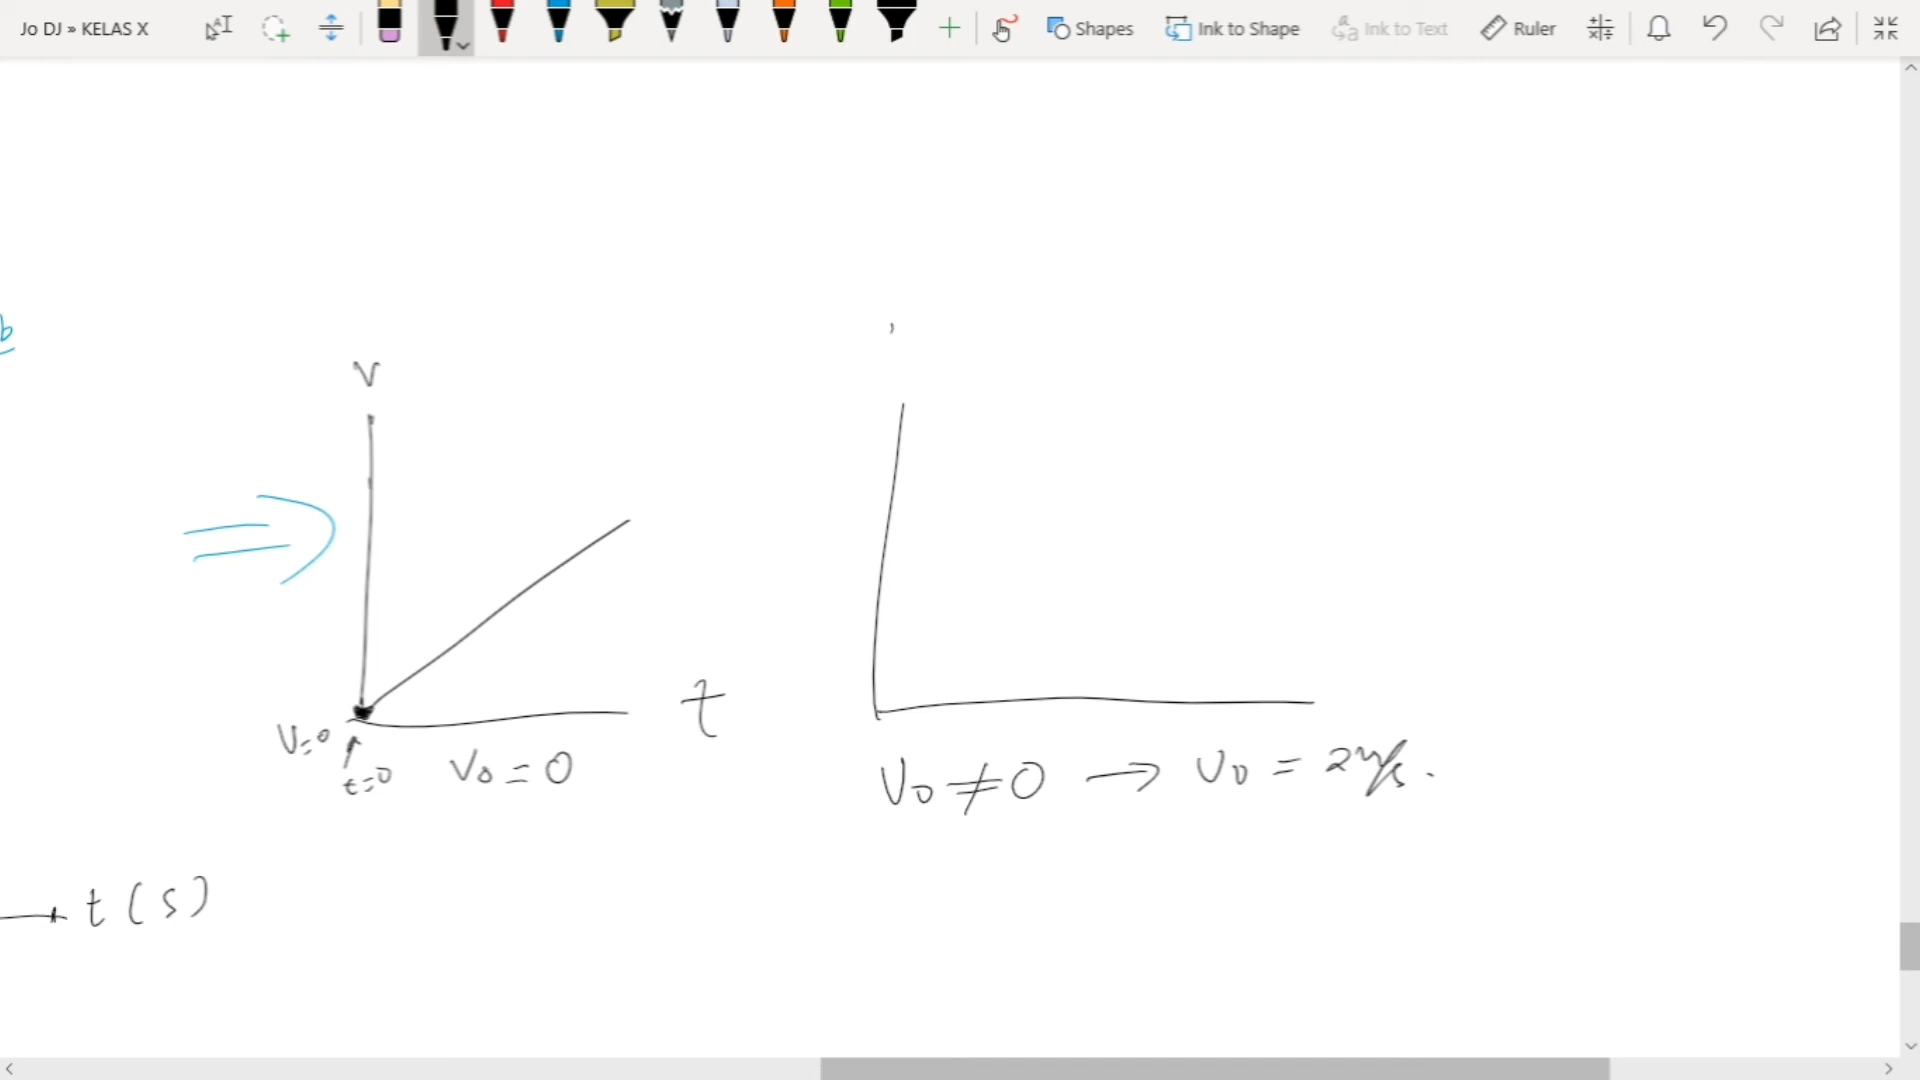 Jo DJ » KELAS X
Shapes
Ink to Shape
Ink to Text
Ruler
b
V
t
V=0
t=0
V₀ = 0
V₀ ≠ 0 → V₀ = 2 m/s.
t (s)